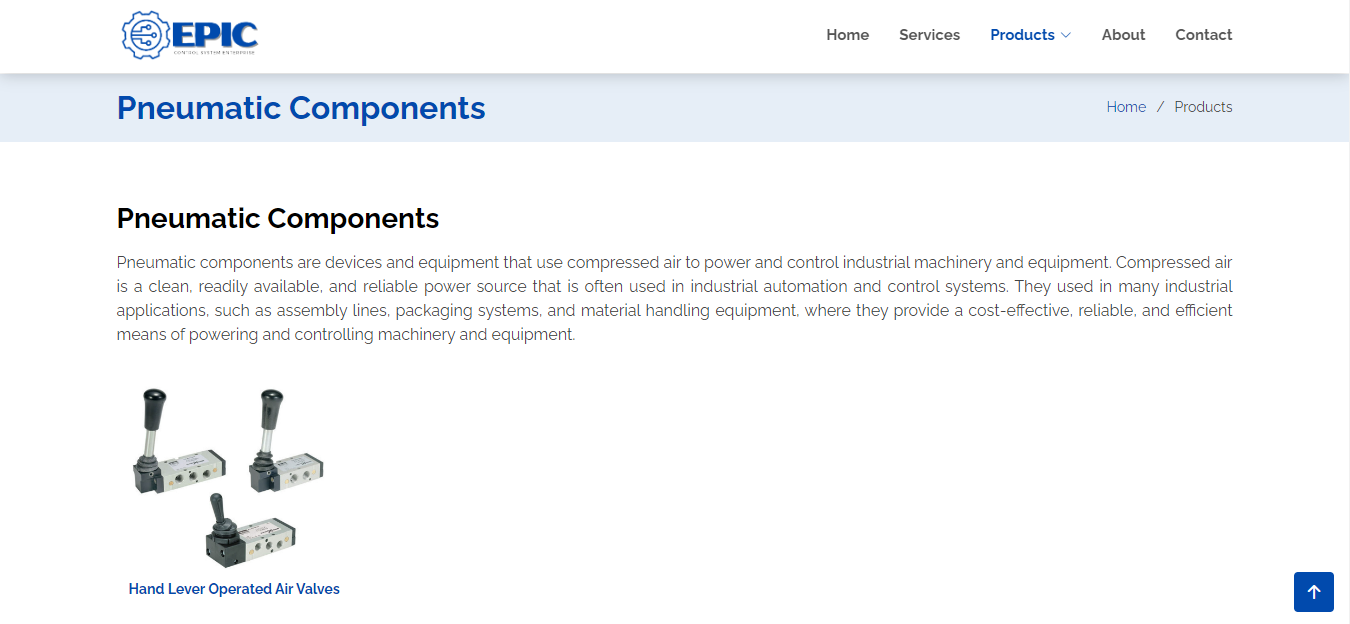 EPIC
CONTROL SYSTEM ENTERPRISE
Home
Services
Products
About
Contact
Pneumatic Components
Home / Products
Pneumatic Components
Pneumatic components are devices and equipment that use compressed air to power and control industrial machinery and equipment. Compressed air
is a clean, readily available, and reliable power source that is often used in industrial automation and control systems. They used in many industrial
applications, such as assembly lines, packaging systems, and material handling equipment, where they provide a cost-effective, reliable, and efficient
means of powering and controlling machinery and equipment.
Hand Lever Operated Air Valves